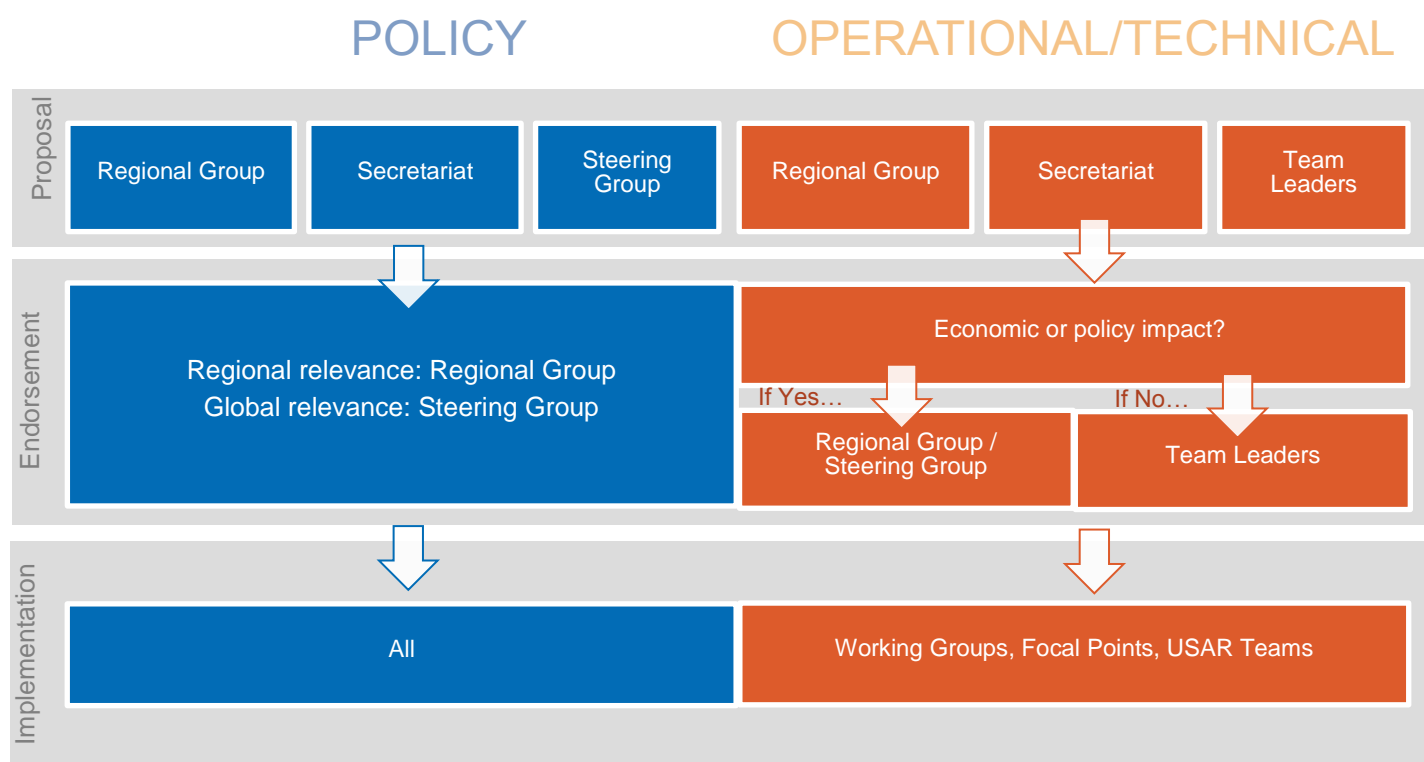 POLICY
OPERATIONAL/TECHNICAL
Proposal
Regional Group
Secretariat
Steering
Group
Regional Group
Secretariat
Team
Leaders
Endorsement
Regional relevance: Regional Group
Global relevance: Steering Group
Economic or policy impact?
If Yes…
If No…
Regional Group /
Steering Group
Team Leaders
Implementation
All
Working Groups, Focal Points, USAR Teams